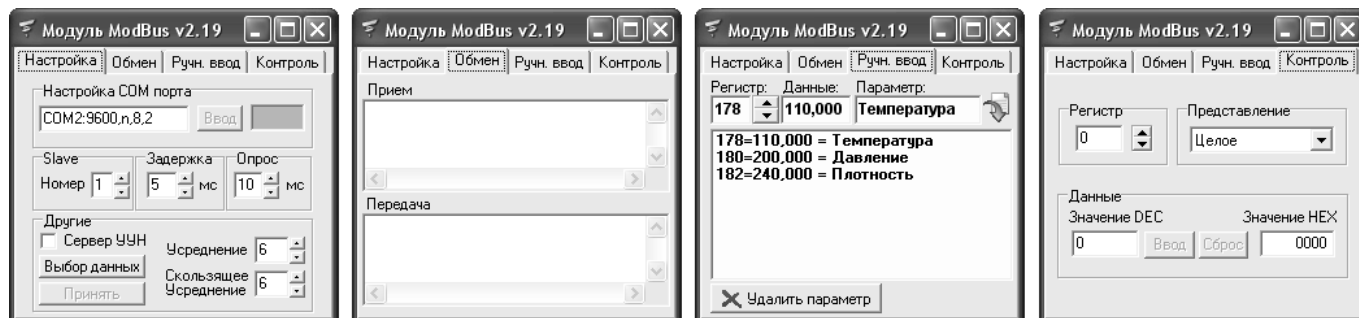 Модуль ModBus v2.19
Настройка Обмен Ручн. ввод Контроль
Настройка COM порта
COM2:9600,n,8,2 Ввод
Slave Задержка Опрос
Номер 1 5 мс 10 мс
Другие
Сервер УУН
Усреднение 6
Выбор данных
Скользящее
Усреднение 6
Принять
Модуль ModBus v2.19
Настройка Обмен Ручн. ввод Контроль
Прием
Передача
Модуль ModBus v2.19
Настройка Обмен Ручн. ввод Контроль
Регистр: Данные: Параметр:
178 110,000 Температура
178=110,000 = Температура
180=200,000 = Давление
182=240,000 = Плотность
Удалить параметр
Модуль ModBus v2.19
Настройка Обмен Ручн. ввод Контроль
Регистр Представление
0 Целое
Данные
Значение DEC Значение HEX
0 Ввод Сброс 0000